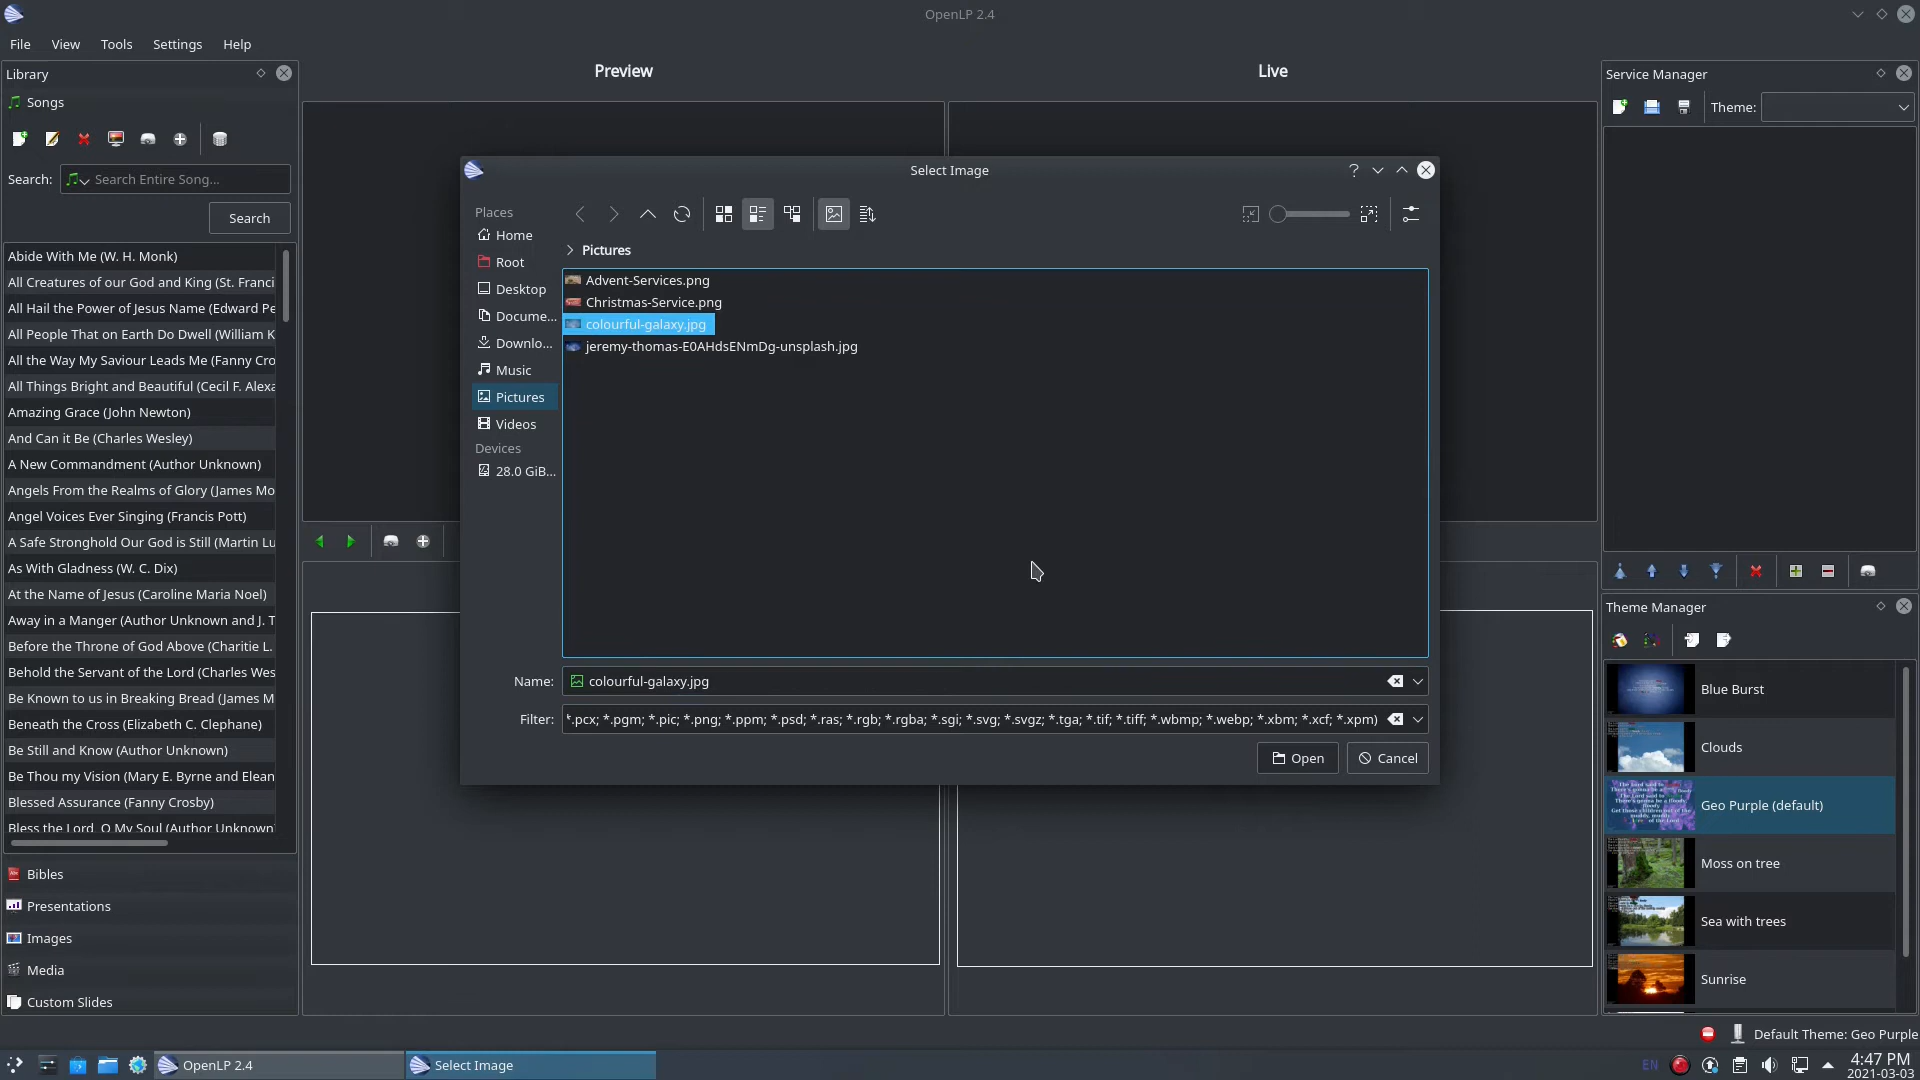 OpenLP 2.4
File View Tools Settings Help
Library
Songs
Search: Search Entire Song...
Search
Abide With Me (W. H. Monk)
All Creatures of our God and King (St. Franci
All Hail the Power of Jesus Name (Edward Pe
All People That on Earth Do Dwell (William K
All the Way My Saviour Leads Me (Fanny Cro
All Things Bright and Beautiful (Cecil F. Alexa
Amazing Grace (John Newton)
And Can it Be (Charles Wesley)
A New Commandment (Author Unknown)
Angels From the Realms of Glory (James Mo
Angel Voices Ever Singing (Francis Pott)
A Safe Stronghold Our God is Still (Martin Lu
As With Gladness (W. C. Dix)
At the Name of Jesus (Caroline Maria Noel)
Away in a Manger (Author Unknown and J. T
Before the Throne of God Above (Charitie L.
Behold the Servant of the Lord (Charles Wes
Be Known to us in Breaking Bread (James M
Beneath the Cross (Elizabeth C. Clephane)
Be Still and Know (Author Unknown)
Be Thou my Vision (Mary E. Byrne and Elean
Blessed Assurance (Fanny Crosby)
Bless the Lord, O My Soul (Author Unknown)
Bibles
Presentations
Images
Media
Custom Slides
Preview
Live
Select Image
Places
Home
Root
Desktop
Docume...
Downlo...
Music
Pictures
Videos
Devices
28.0 GiB...
Pictures
Advent-Services.png
Christmas-Service.png
colourful-galaxy.jpg
jeremy-thomas-E0AHdsENmDg-unsplash.jpg
Name: colourful-galaxy.jpg
Filter: *.pcx; *.pgm; *.pic; *.png; *.ppm; *.psd; *.ras; *.rgb; *.rgba; *.sgi; *.svg; *.svgz; *.tga; *.tif; *.tiff; *.wbmp; *.webp; *.xbm; *.xcf; *.xpm)
Open Cancel
Service Manager
Theme:
Theme Manager
Blue Burst
Clouds
Geo Purple (default)
Moss on tree
Sea with trees
Sunrise
Default Theme: Geo Purple
OpenLP 2.4
Select Image
EN
4:47 PM
2021-03-03